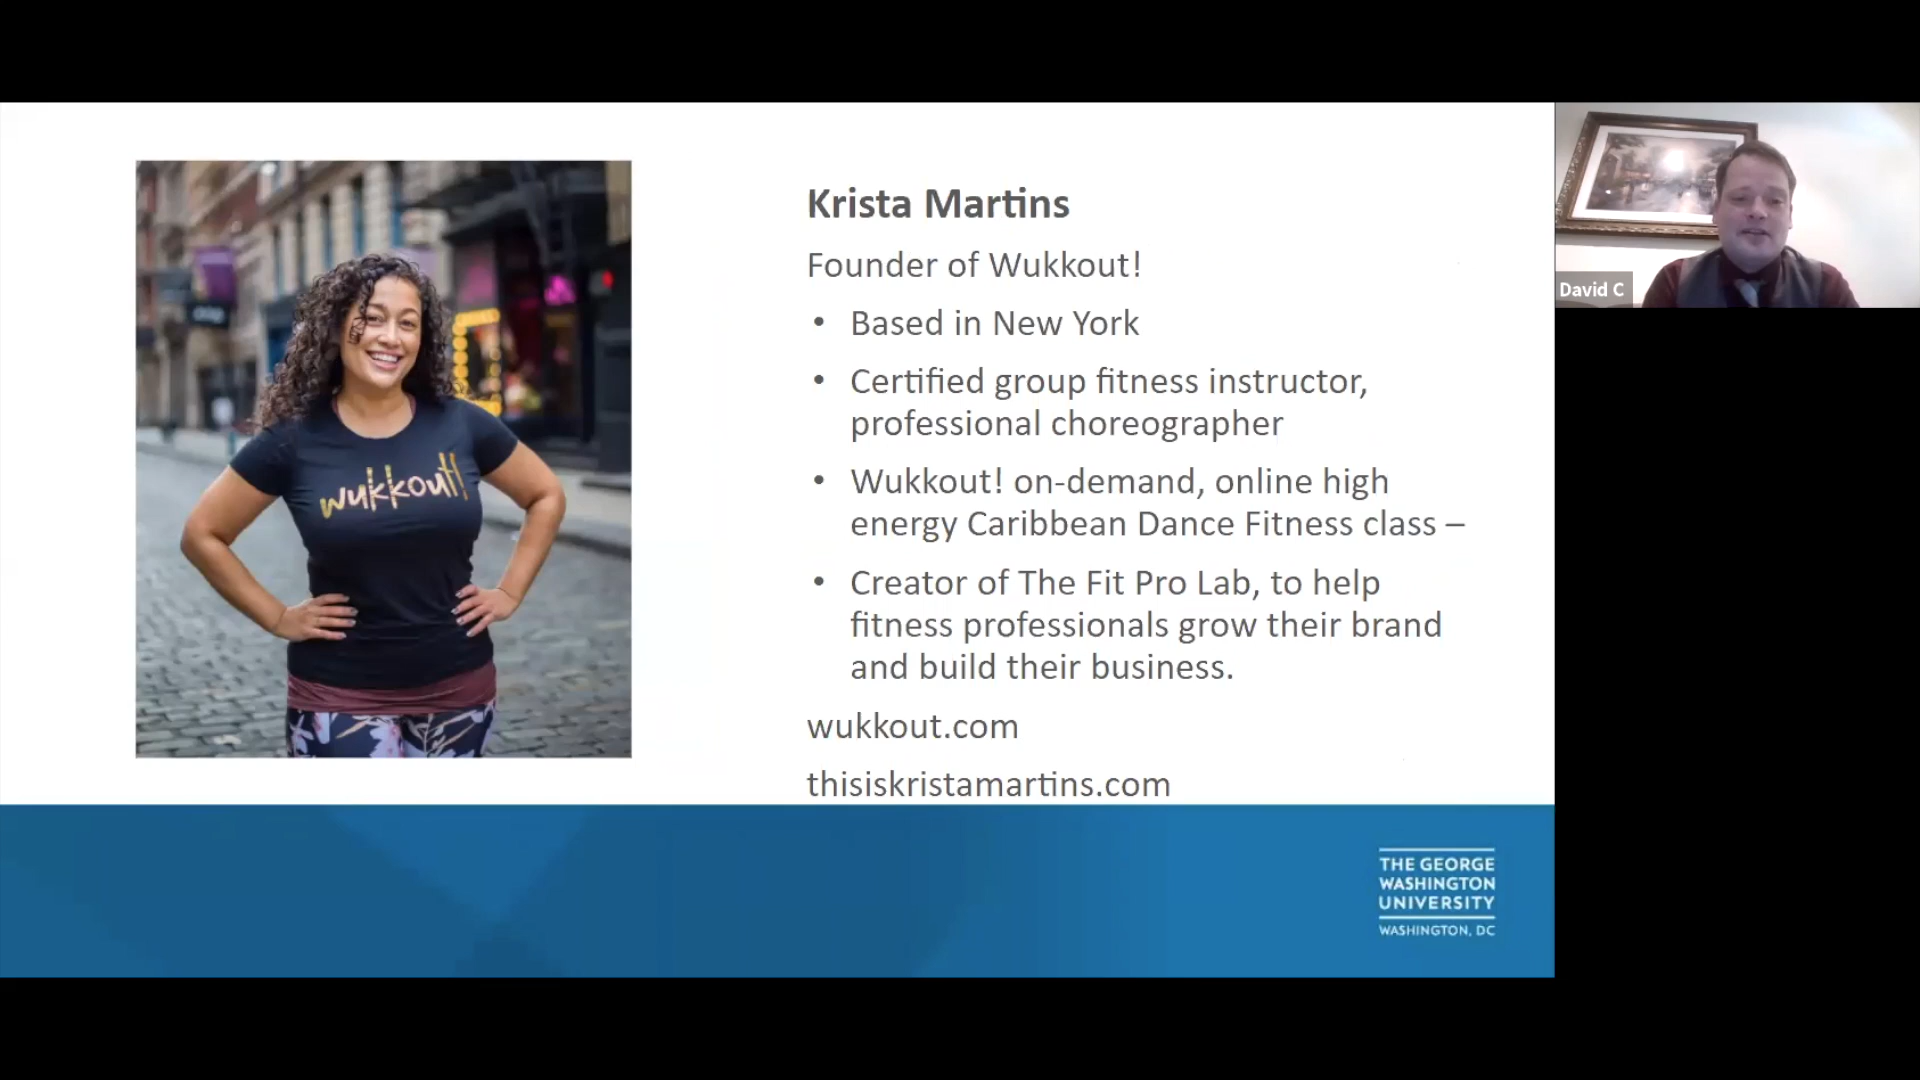 wukkout!
Krista Martins
Founder of Wukkout!
• Based in New York
• Certified group fitness instructor,
professional choreographer
• Wukkout! on-demand, online high
energy Caribbean Dance Fitness class –
• Creator of The Fit Pro Lab, to help
fitness professionals grow their brand
and build their business.
wukkout.com
thisiskristamartins.com
David C
THE GEORGE
WASHINGTON
UNIVERSITY
WASHINGTON, DC